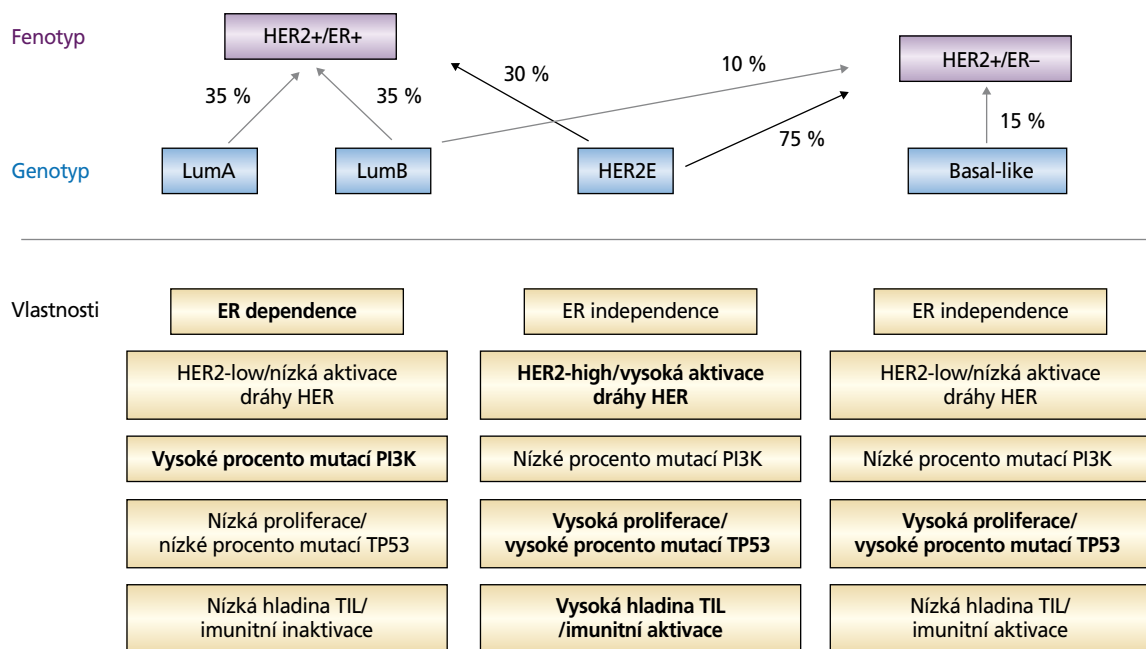 Fenotyp
HER2+/ER+
HER2+/ER–
35 %
35 %
30 %
10 %
75 %
15 %
Genotyp
LumA
LumB
HER2E
Basal-like
Vlastnosti
ER dependence
ER independence
ER independence
HER2-low/nízká aktivace
dráhy HER
HER2-high/vysoká aktivace
dráhy HER
HER2-low/nízká aktivace
dráhy HER
Vysoké procento mutací PI3K
Nízké procento mutací PI3K
Nízké procento mutací PI3K
Nízká proliferace/
nízké procento mutací TP53
Vysoká proliferace/
vysoké procento mutací TP53
Vysoká proliferace/
vysoké procento mutací TP53
Nízká hladina TIL/
imunitní inaktivace
Vysoká hladina TIL
/imunitní aktivace
Nízká hladina TIL/
imunitní aktivace